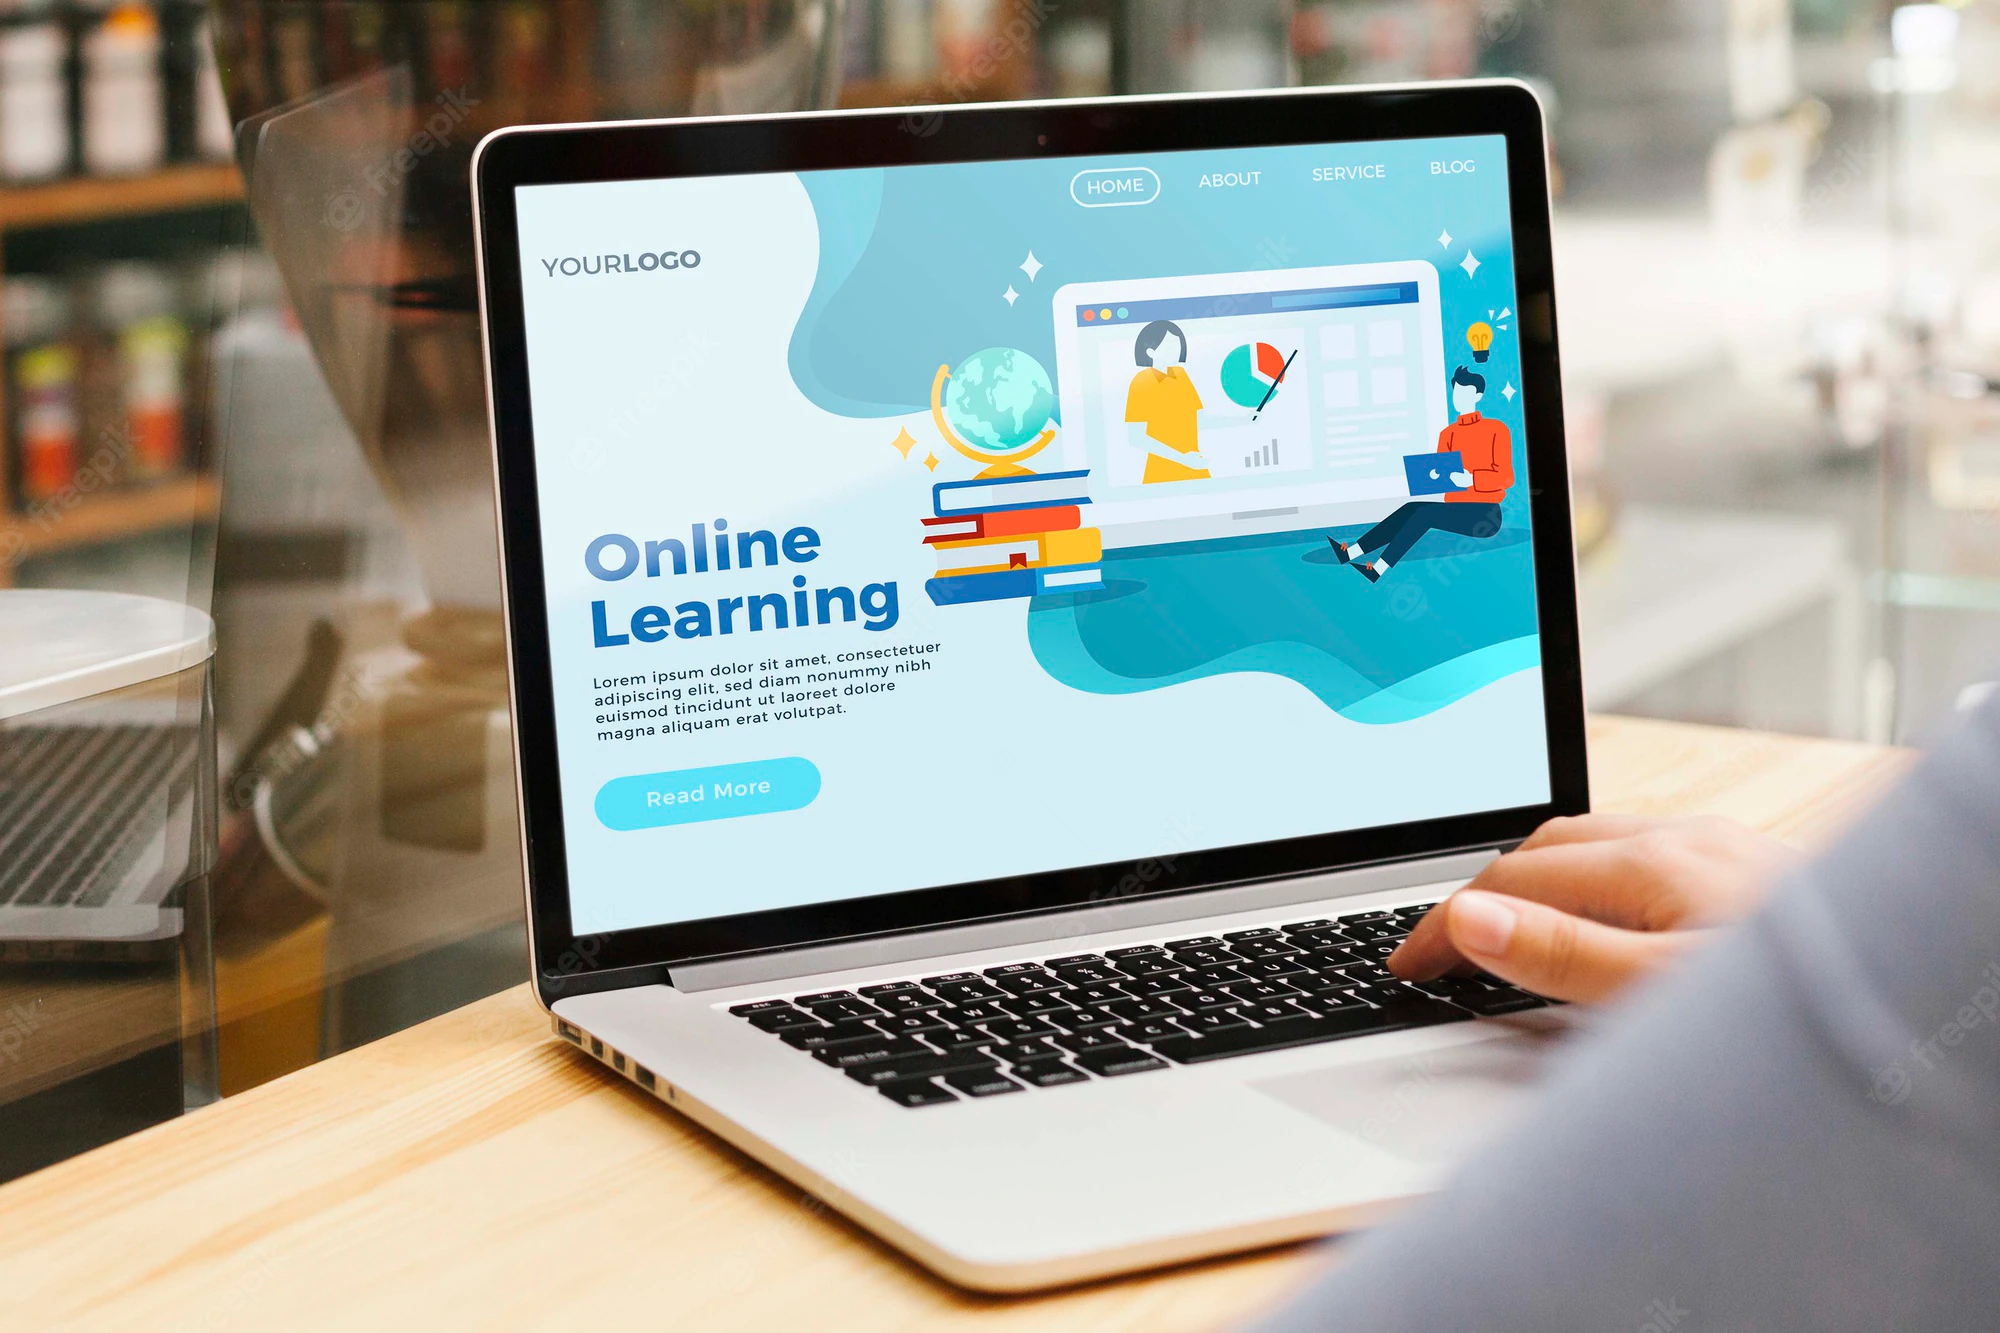 HOME ABOUT SERVICE BLOG
YOURLOGO
Online
Learning
Lorem ipsum dolor sit amet, consectetuer
adipiscing elit, sed diam nonummy nibh
euismod tincidunt ut laoreet dolore
magna aliquam erat volutpat.
Read More
freepik